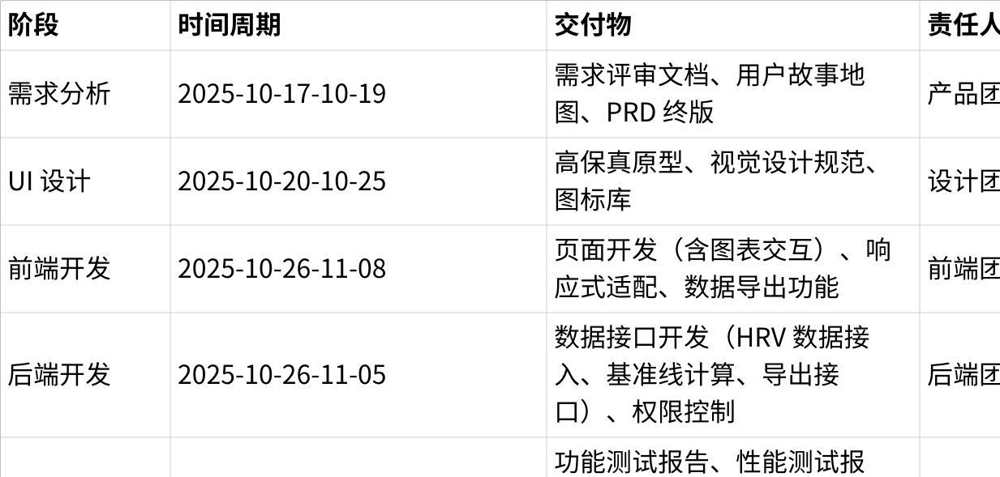 阶段 时间周期 交付物 责任人
需求分析 2025-10-17-10-19 需求评审文档、用户故事地
图、PRD 终版 产品团
UI 设计 2025-10-20-10-25 高保真原型、视觉设计规范、
图标库 设计团
前端开发 2025-10-26-11-08 页面开发（含图表交互）、响
应式适配、数据导出功能 前端团
后端开发 2025-10-26-11-05 数据接口开发（HRV 数据接
入、基准线计算、导出接
口）、权限控制 后端团
功能测试报告、性能测试报